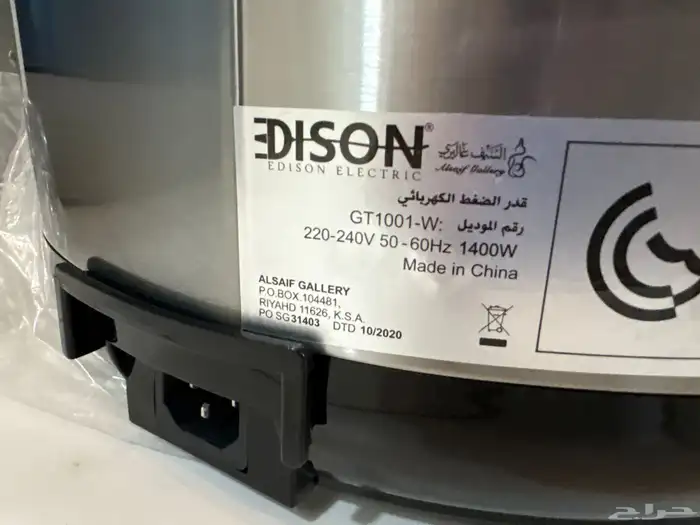 EDISON®
EDISON ELECTRIC
السيف غاليري
Alsaif Gallery
قدر الضغط الكهربائي
رقم الموديل :GT1001-W
220-240V 50-60Hz 1400W
Made in China
ALSAIF GALLERY
P.O.BOX.104481,
RIYADH 11626, K.S.A.
PO SG31403 DTD 10/2020
حراج